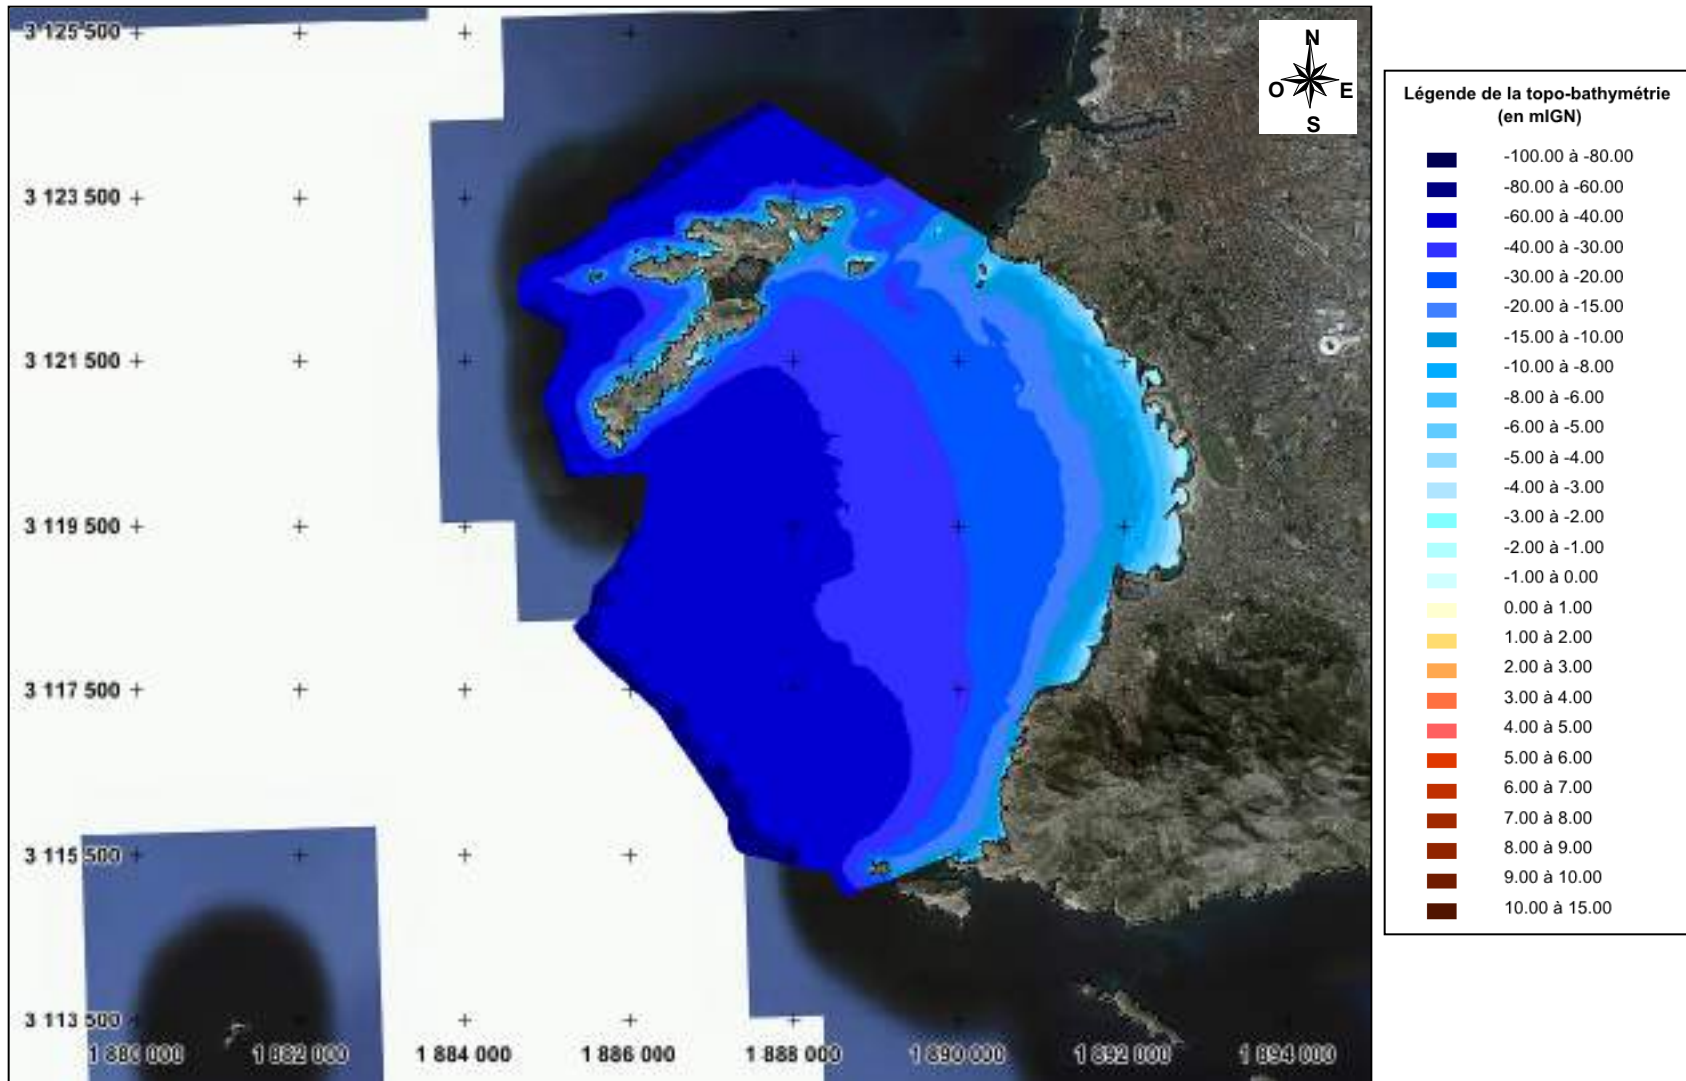 3 125 500
3 123 500
3 121 500
3 119 500
3 117 500
3 115 500
3 113 500
1 880 000
1 882 000
1 884 000
1 886 000
1 888 000
1 890 000
1 892 000
1 894 000
N
O
E
S
Légende de la topo-bathymétrie
(en mIGN)
-100.00 à -80.00
-80.00 à -60.00
-60.00 à -40.00
-40.00 à -30.00
-30.00 à -20.00
-20.00 à -15.00
-15.00 à -10.00
-10.00 à -8.00
-8.00 à -6.00
-6.00 à -5.00
-5.00 à -4.00
-4.00 à -3.00
-3.00 à -2.00
-2.00 à -1.00
-1.00 à 0.00
0.00 à 1.00
1.00 à 2.00
2.00 à 3.00
3.00 à 4.00
4.00 à 5.00
5.00 à 6.00
6.00 à 7.00
7.00 à 8.00
8.00 à 9.00
9.00 à 10.00
10.00 à 15.00